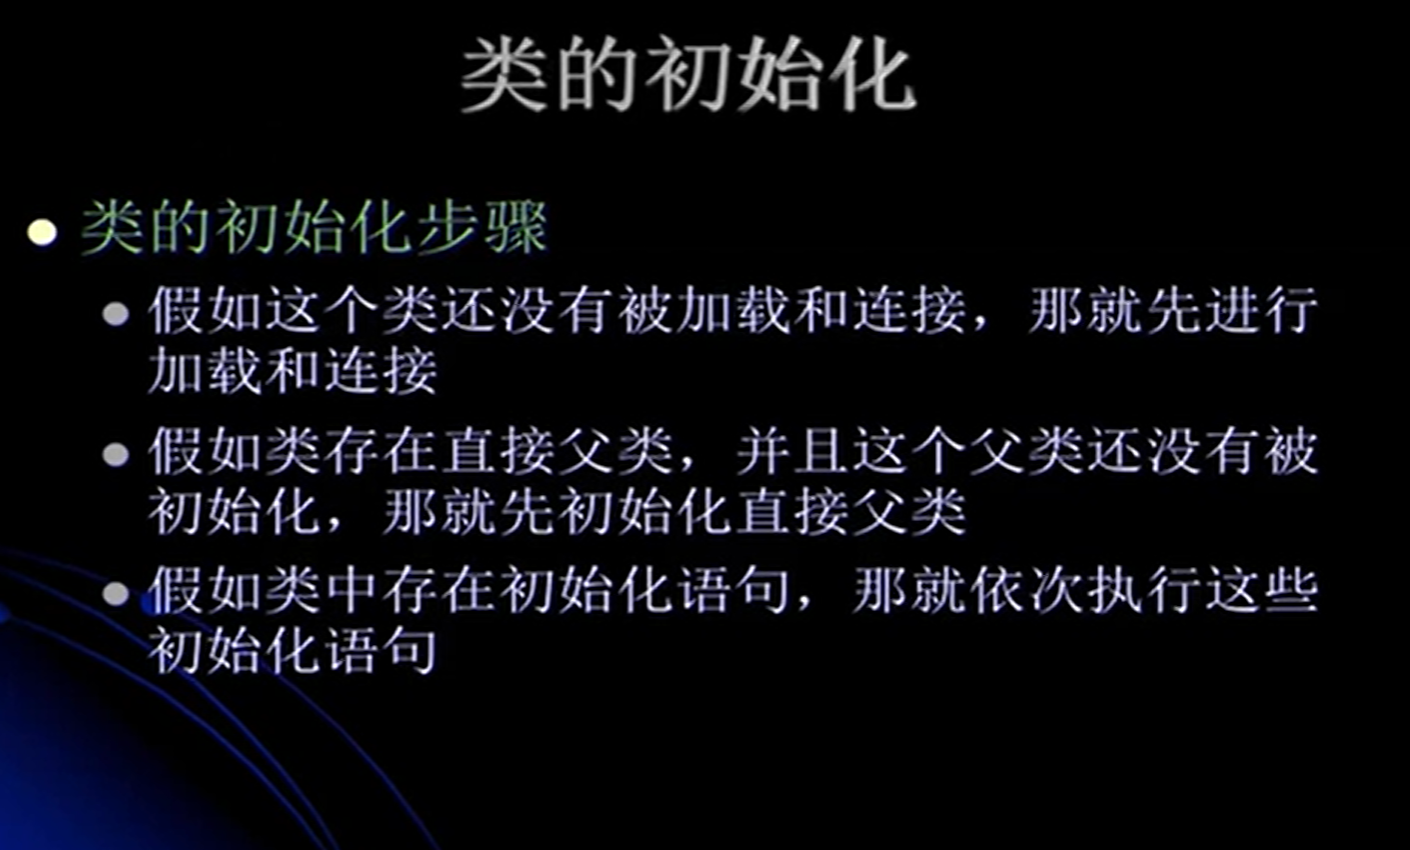 类的初始化
类的初始化步骤
假如这个类还没有被加载和连接，那就先进行
加载和连接
假如类存在直接父类，并且这个父类还没有被
初始化，那就先初始化直接父类
假如类中存在初始化语句，那就依次执行这些
初始化语句